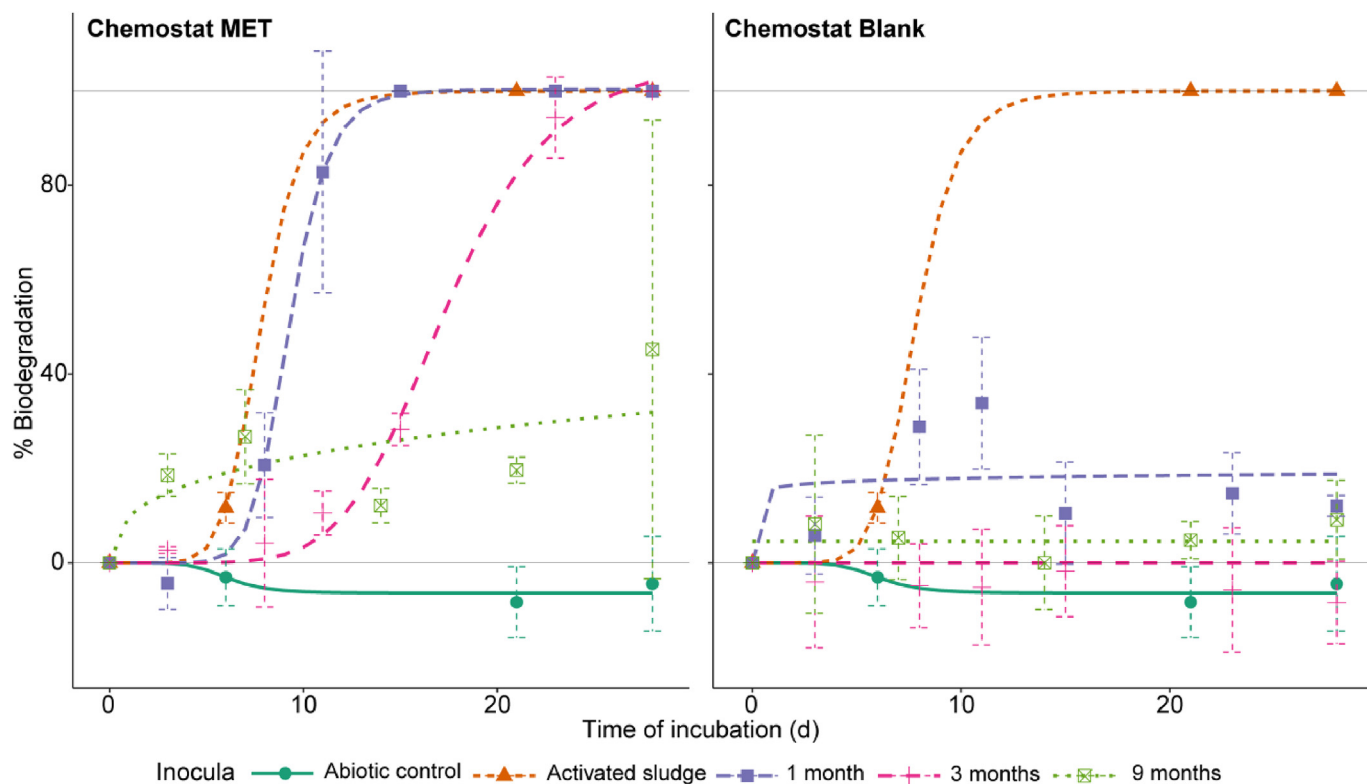 Chemostat MET
Chemostat Blank
% Biodegradation
80
40
0
0
10
20
0
10
20
Time of incubation (d)
Inocula Abiotic control Activated sludge 1 month 3 months 9 months